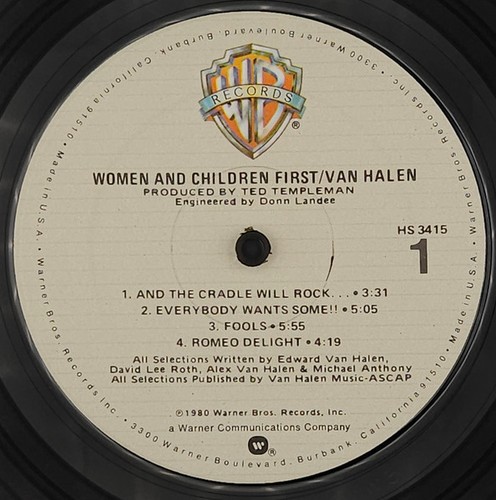 WB
RECORDS
®
WOMEN AND CHILDREN FIRST/VAN HALEN
PRODUCED BY TED TEMPLEMAN
Engineered by Donn Landee
HS 3415
1
1. AND THE CRADLE WILL ROCK... • 3:31
2. EVERYBODY WANTS SOME!! • 5:05
3. FOOLS • 5:55
4. ROMEO DELIGHT • 4:19
All Selections Written by Edward Van Halen,
David Lee Roth, Alex Van Halen & Michael Anthony
All Selections Published by Van Halen Music-ASCAP
℗1980 Warner Bros. Records, Inc.
a Warner Communications Company
W®
Warner Bros. Records Inc. • 3300 Warner Boulevard, Burbank, California 91510 • Made in U.S.A. • Warner Bros. Records Inc. • 3300 Warner Boulevard, Burbank, California 91510 • Made in U.S.A. •